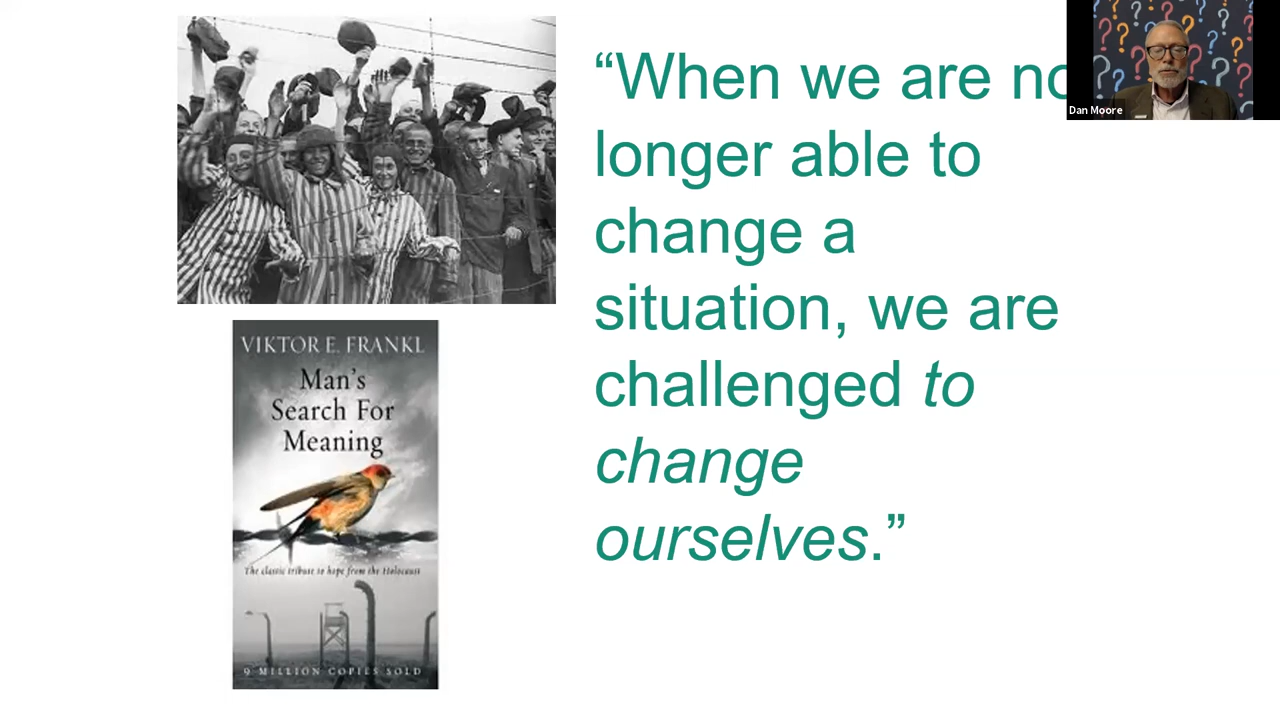 “When we are no
longer able to
change a
situation, we are
challenged to
change
ourselves.”
Dan Moore
VIKTOR E. FRANKL
Man's
Search For
Meaning
The classic tribute to hope from the Holocaust
9 MILLION COPIES SOLD